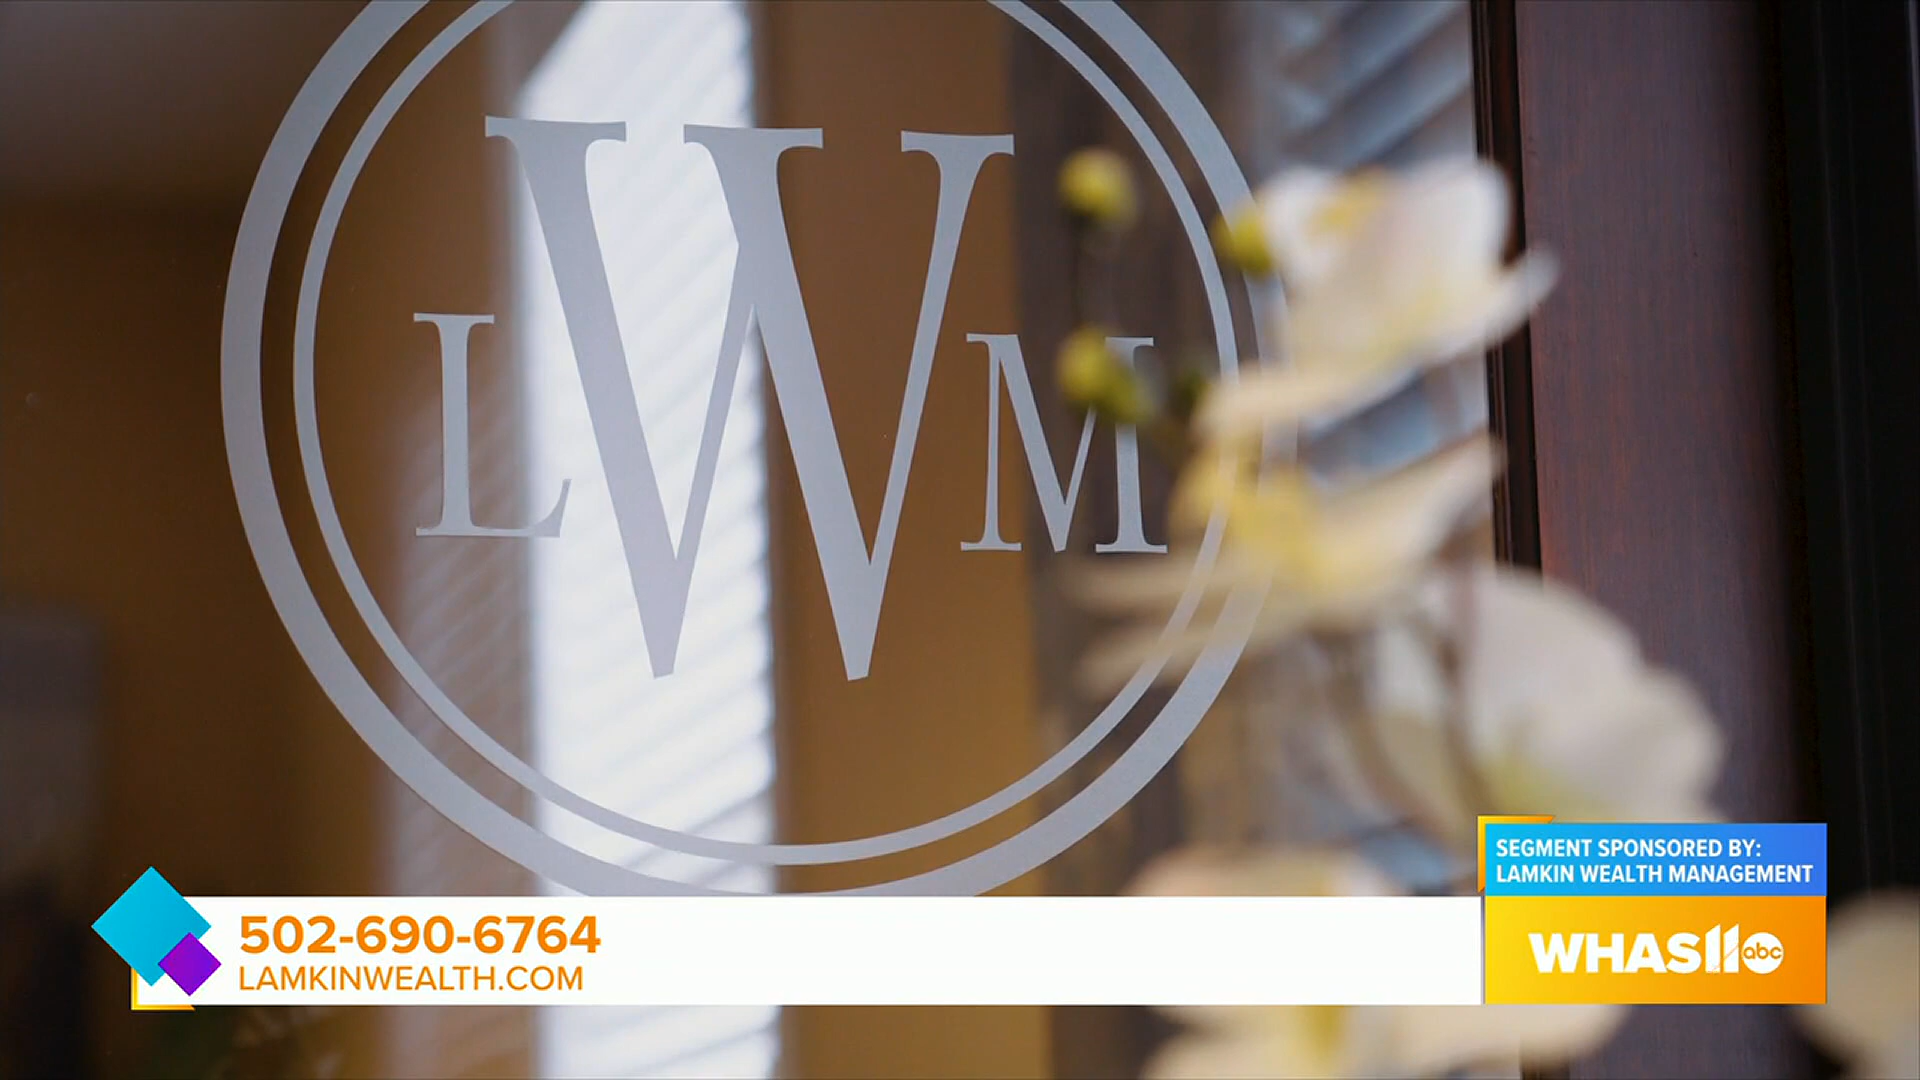 LWM
SEGMENT SPONSORED BY:
LAMKIN WEALTH MANAGEMENT
502-690-6764
LAMKINWEALTH.COM
WHAS11 abc